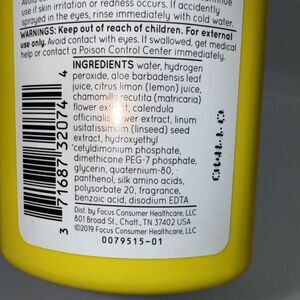 use if skin irritation or redness occurs. If accidently
sprayed in the eyes, rinse immediately with cold water.
WARNINGS: Keep out of reach of children. For external
use only. Avoid contact with eyes. If swallowed, get medical
help or contact a Poison Control Center immediately.
INGREDIENTS water, hydrogen
peroxide, aloe barbadensis leaf
juice, citrus limon (lemon) juice,
chamomilla recutita (matricaria)
flower extract, calendula
officinalis flower extract, linum
usitatissimum (linseed) seed
extract, hydroxyethyl
cetyldimonium phosphate,
dimethicone PEG-7 phosphate,
glycerin, quaternium-80,
panthenol, silk amino acids,
polysorbate 20, fragrance,
benzoic acid, disodium EDTA
Dist. by Focus Consumer Healthcare, LLC
801 Broad St., Chatt., TN 37402 USA
©2019 Focus Consumer Healthcare, LLC
0079515-01
3 71687 32074 4